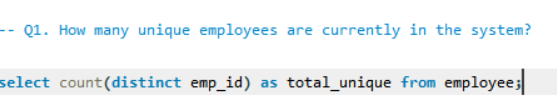 -- Q1. How many unique employees are currently in the system?
select count(distinct emp_id) as total_unique from employee;